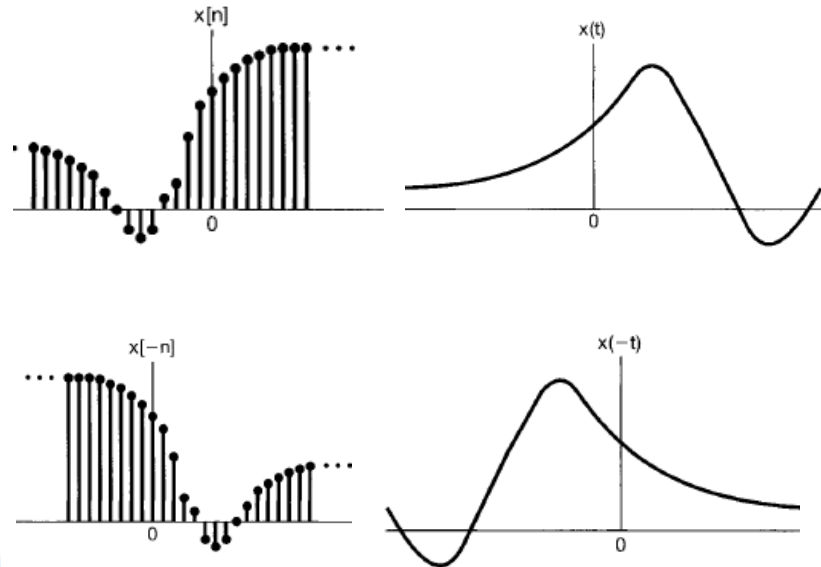 x[n]
x(t)
• • •
0
0
x[−n]
x(−t)
• • •
• • •
0
0